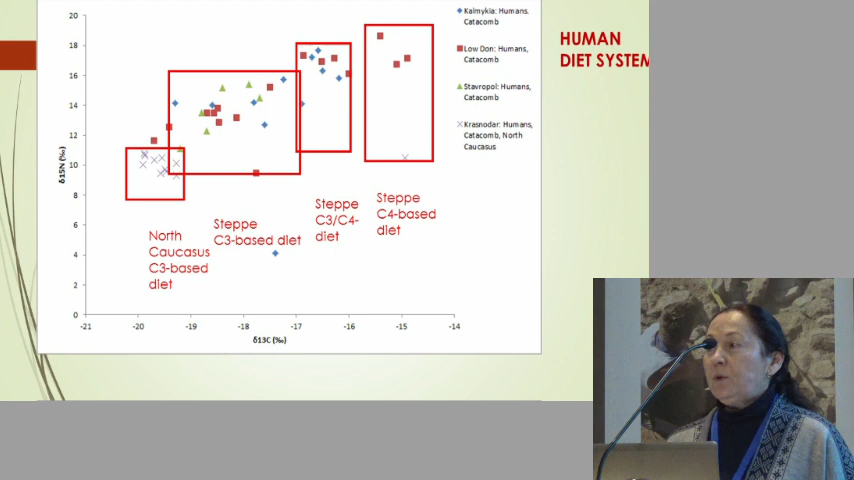 HUMAN
DIET SYSTEM
Kalmykia: Humans.
Catacomb
Low Don: Humans,
Catacomb
Stavropol: Humans,
Catacomb
Krasnodar: Humans,
Catacomb, North
Caucasus
20
18
16
14
12
10
8
6
4
2
0
δ15N (‰)
-21
-20
-19
-18
-17
-16
-15
-14
δ13C (‰)
North
Caucasus
C3-based
diet
Steppe
C3-based diet
Steppe
C3/C4-
diet
Steppe
C4-based
diet